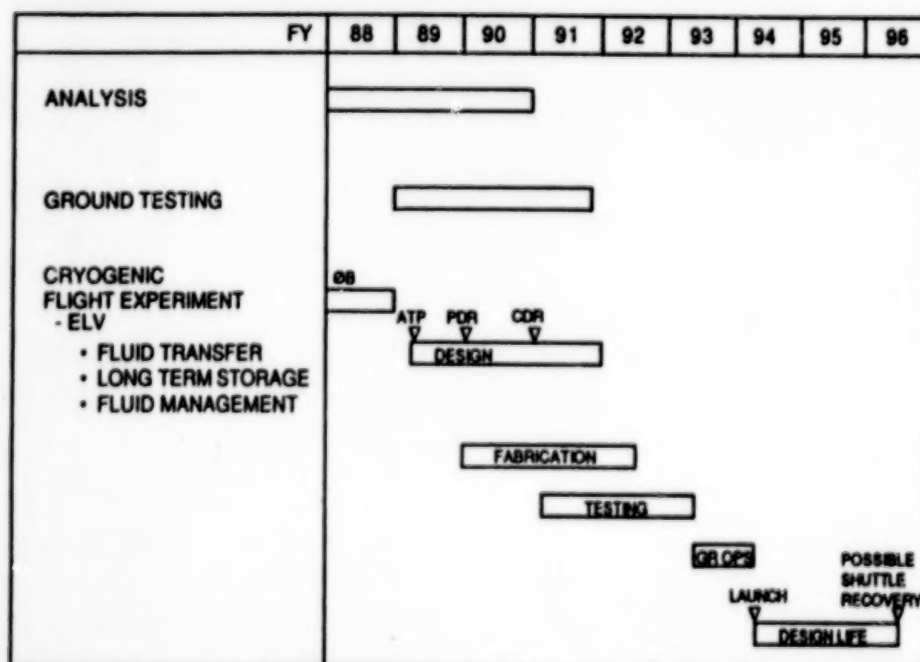 FY 88 89 90 91 92 93 94 95 96
ANALYSIS
GROUND TESTING
CRYOGENIC
FLIGHT EXPERIMENT
- ELV
• FLUID TRANSFER
• LONG TERM STORAGE
• FLUID MANAGEMENT
ØB
ATP PDR CDR
DESIGN
FABRICATION
TESTING
GR OPS
LAUNCH
POSSIBLE
SHUTTLE
RECOVERY
DESIGN LIFE